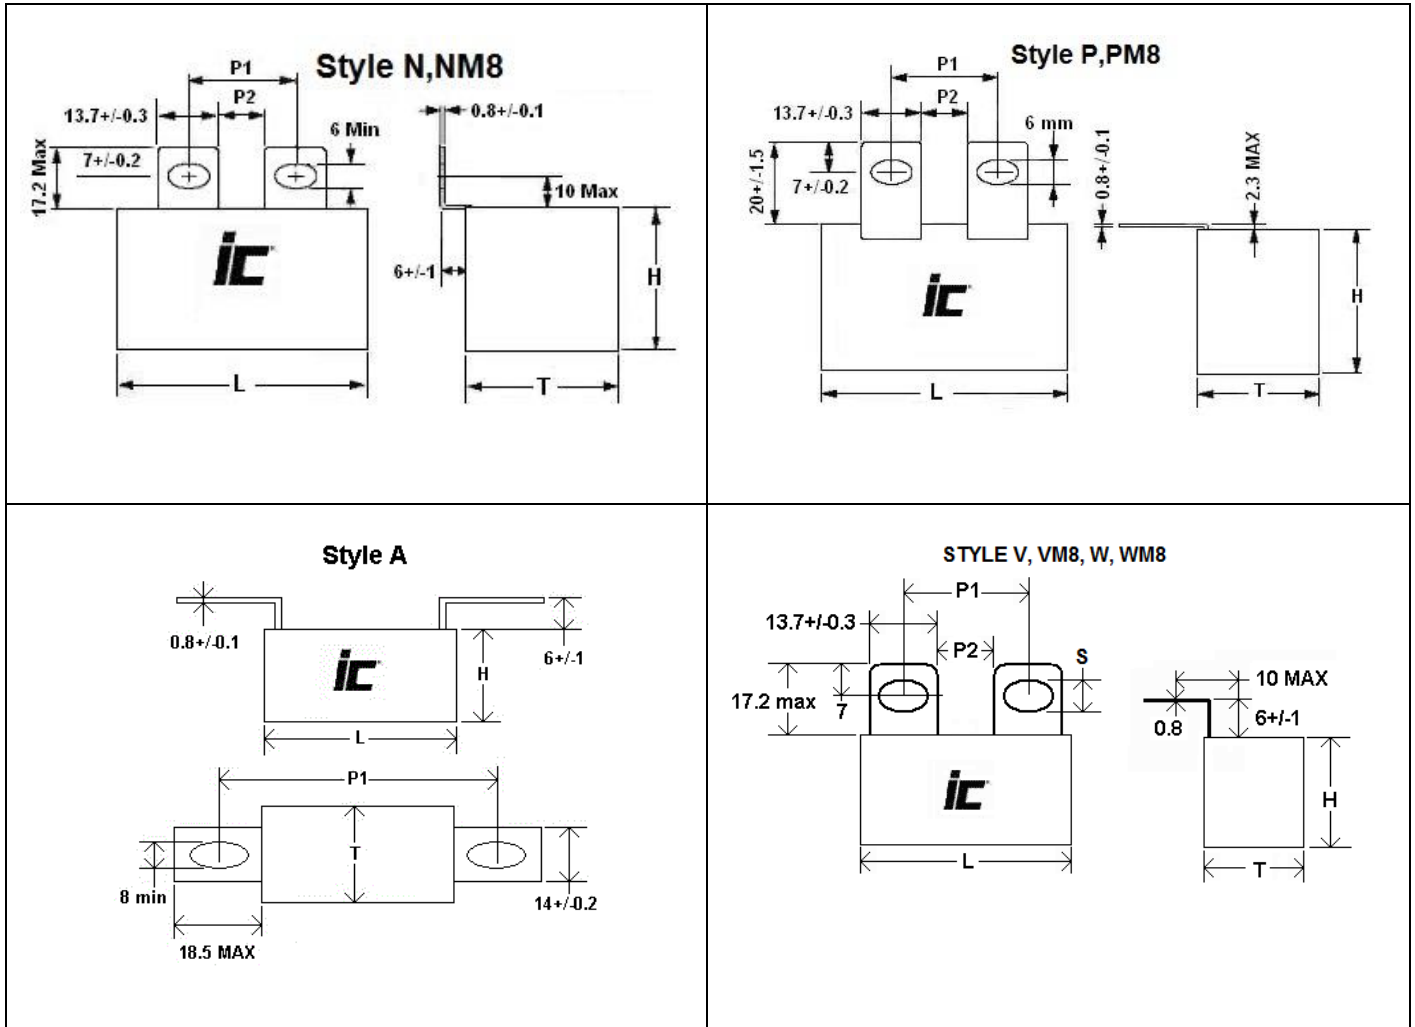 Style N,NM8
P1
P2
13.7+/-0.3
0.8+/-0.1
6 Min
7+/-0.2
17.2 Max
10 Max
6+/-1
ic
H
L
T
Style P,PM8
P1
P2
13.7+/-0.3
6 mm
0.8+/-0.1
2.3 MAX
20+/-1.5
7+/-0.2
ic
H
L
T
Style A
0.8+/-0.1
6+/-1
ic
H
L
P1
T
8 min
14+/-0.2
18.5 MAX
STYLE V, VM8, W, WM8
P1
13.7+/-0.3
P2
S
10 MAX
17.2 max
7
0.8
6+/-1
ic
H
L
T